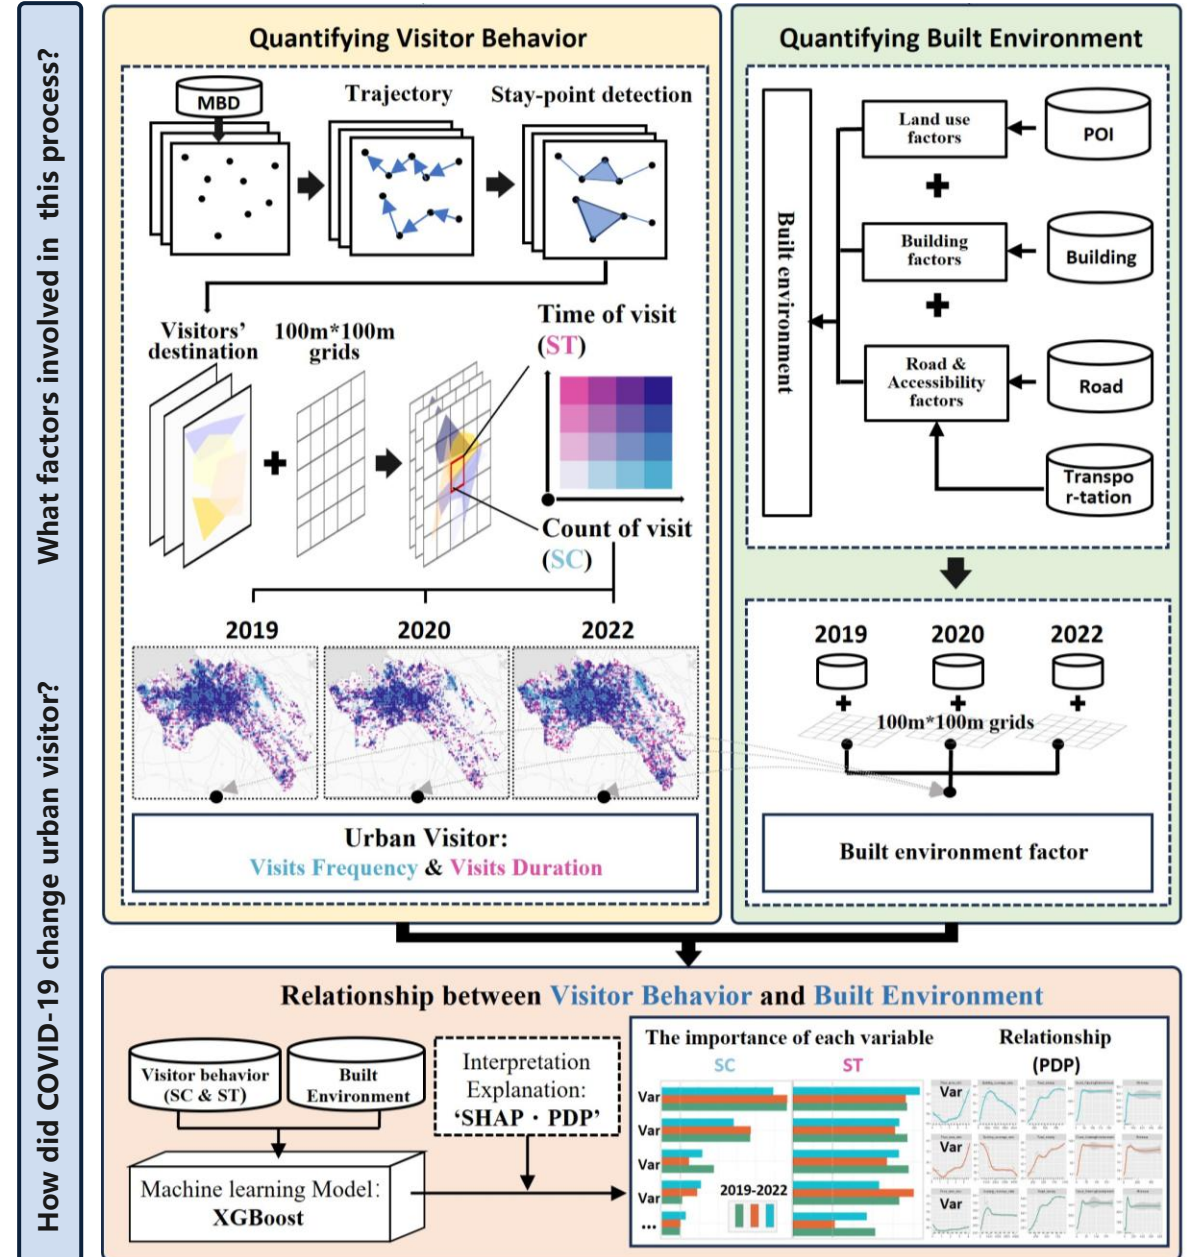 What factors involved in this process?
How did COVID-19 change urban visitor?
Quantifying Visitor Behavior
MBD
Trajectory
Stay-point detection
Visitors'
destination
100m*100m
grids
Time of visit
(ST)
Count of visit
(SC)
2019
2020
2022
Urban Visitor:
Visits Frequency & Visits Duration
Quantifying Built Environment
Built environment
Land use
factors
POI
Building
factors
Building
Road &
Accessibility
factors
Road
Transpo
r-tation
2019
2020
2022
100m*100m grids
Built environment factor
Relationship between Visitor Behavior and Built Environment
Visitor behavior
(SC & ST)
Built
Environment
Machine learning Model:
XGBoost
Interpretation
Explanation:
‘SHAP · PDP’
The importance of each variable
SC
ST
Var
Var
Var
Var
...
2019-2022
Relationship
(PDP)
Var
Var
Var